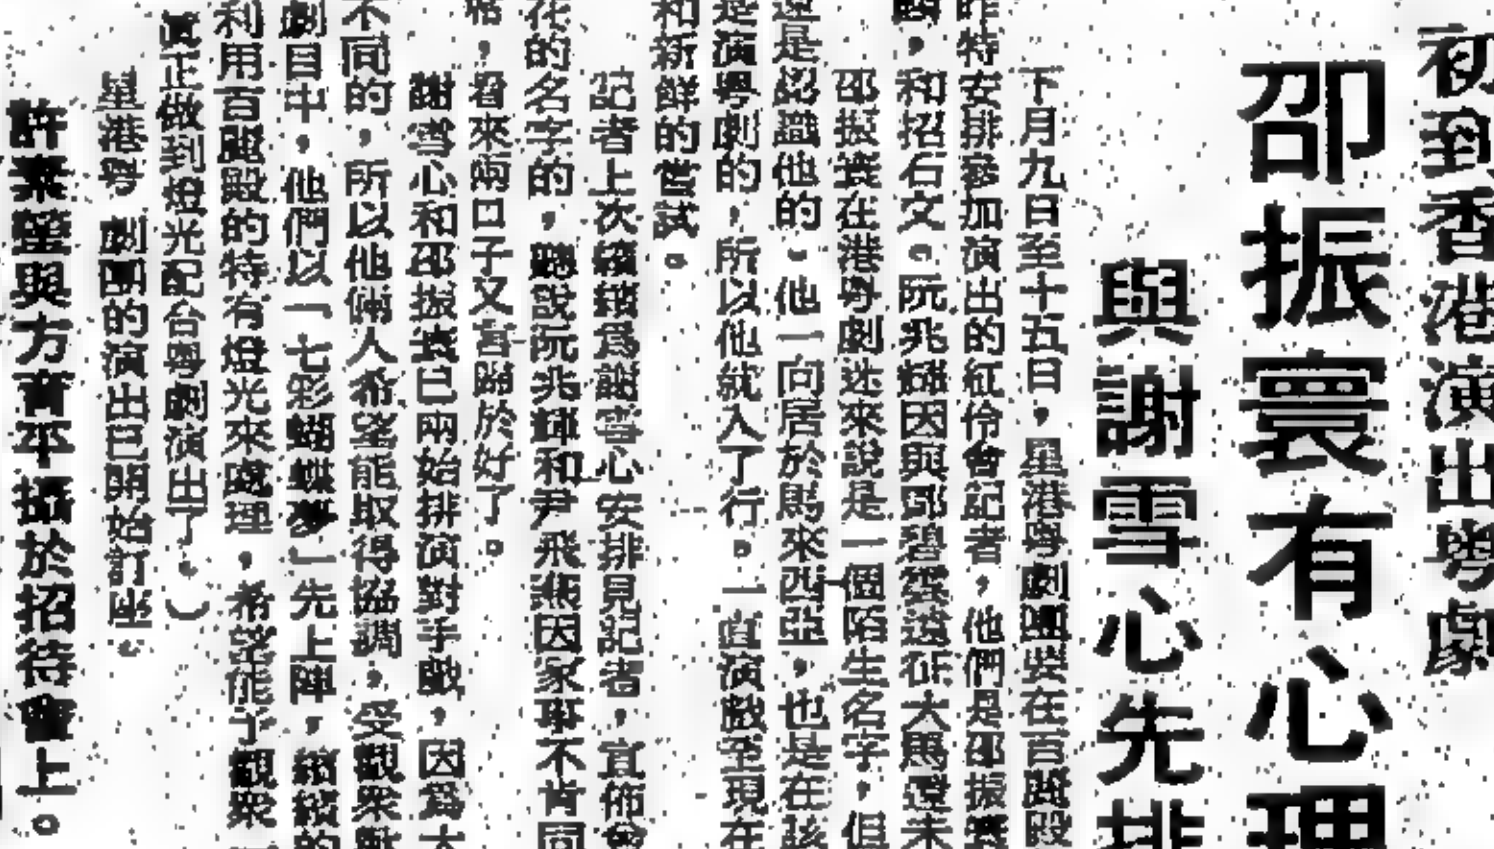 初到香港演出粵劇
邵振寰有心理
與謝雪心先排
下月九日至十五日，星港粵劇團在百麗殿
昨特安排參加演出的紅伶會記者，他們是邵振寰
，和招石文。阮兆輝因與鄧碧雲遠在大馬還未
邵振寰在港粵劇迷來說是一個陌生名字，但
還是認識他的。他一向居於馬來西亞，也是在該
是演粵劇的，所以他就入了行。一直演戲至現在
和新鮮的嘗試。
記者上次繽繽爲謝雪心安排見記者，宣佈會
花的名字的，聽說阮兆輝和尹飛燕因家事不肯同
，看來兩口子又言歸於好了。
謝雪心和邵振寰已開始排演對手戲，因爲大
不同的，所以他倆人希望能取得協調，受觀衆歡
劇目中，他們以「七彩蝴蝶夢」先上陣，繽繽的
利用百麗殿的特有燈光來處理，希望能予觀衆
眞正做到燈光配合粵劇演出了。）
星港粵劇團的演出已開始訂座。
許棻瑩與方育平攝於招待會上。